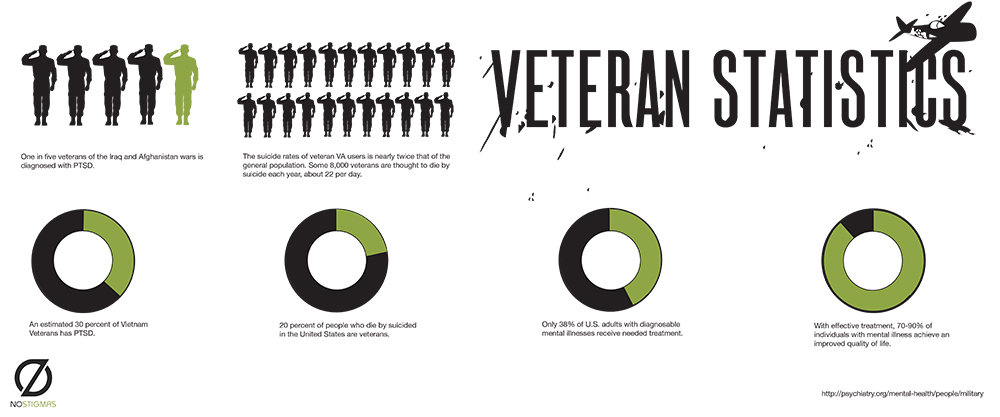 VETERAN STATISTICS
One in five veterans of the Iraq and Afghanistan wars is
diagnosed with PTSD.
The suicide rates of veteran VA users is nearly twice that of the
general population. Some 8,000 veterans are thought to die by
suicide each year, about 22 per day.
An estimated 30 percent of Vietnam
Veterans has PTSD.
20 percent of people who die by suicided
in the United States are veterans.
Only 38% of U.S. adults with diagnosable
mental illnesses receive needed treatment.
With effective treatment, 70-90% of
individuals with mental illness achieve an
improved quality of life.
NOSTIGMAS
http://psychiatry.org/mental-health/people/military